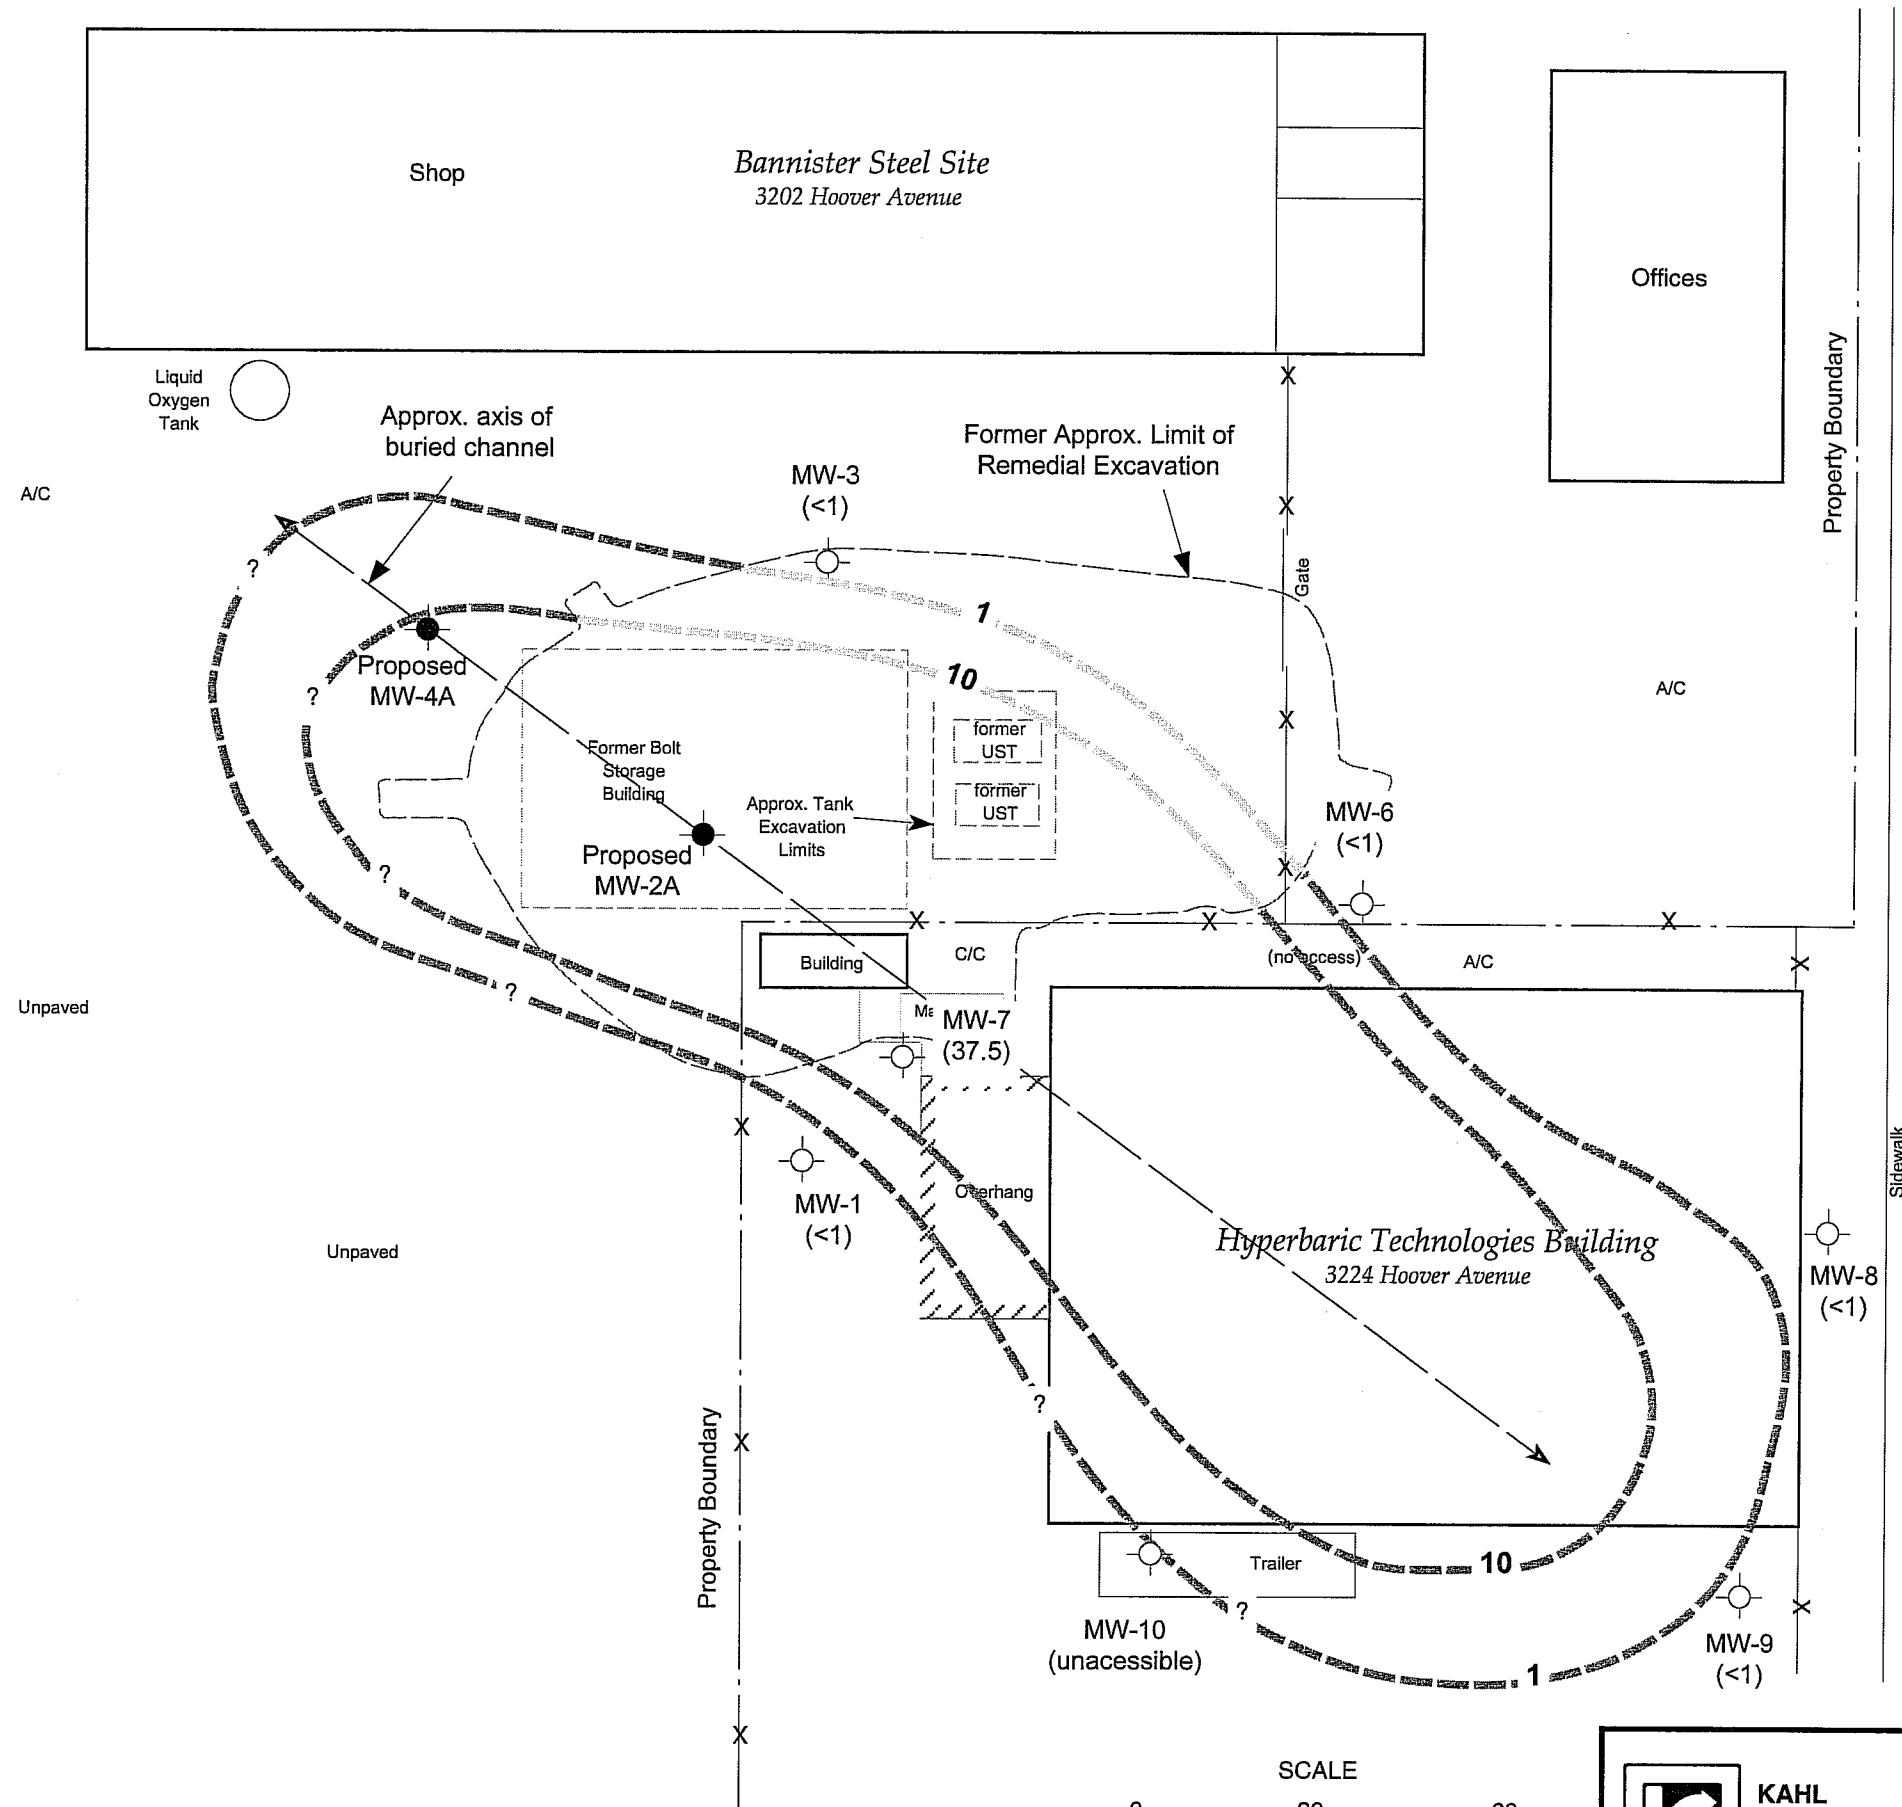 Shop
Bannister Steel Site
3202 Hoover Avenue
Offices
Property Boundary
Liquid
Oxygen
Tank
Approx. axis of
buried channel
Former Approx. Limit of
Remedial Excavation
MW-3
(<1)
A/C
?
Gate
1
Proposed
MW-4A
?
10
A/C
former
UST
Former Bolt
Storage
Building
former
UST
Approx. Tank
Excavation
Limits
MW-6
(<1)
Proposed
MW-2A
?
X
X
X
X
X
X
X
Building
C/C
(no access)
A/C
X
?
Unpaved
MW-7
(37.5)
X
Sidewalk
Overhang
MW-1
(<1)
Unpaved
Hyperbaric Technologies Building
3224 Hoover Avenue
MW-8
(<1)
?
Property Boundary
X
Trailer
10
?
X
MW-10
(unacessible)
MW-9
(<1)
1
X
SCALE
KAHL